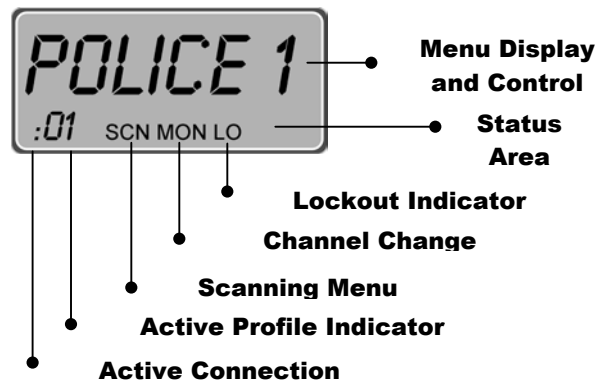 POLICE 1
:01 SCN MON LO
Menu Display
and Control
Status
Area
Lockout Indicator
Channel Change
Scanning Menu
Active Profile Indicator
Active Connection